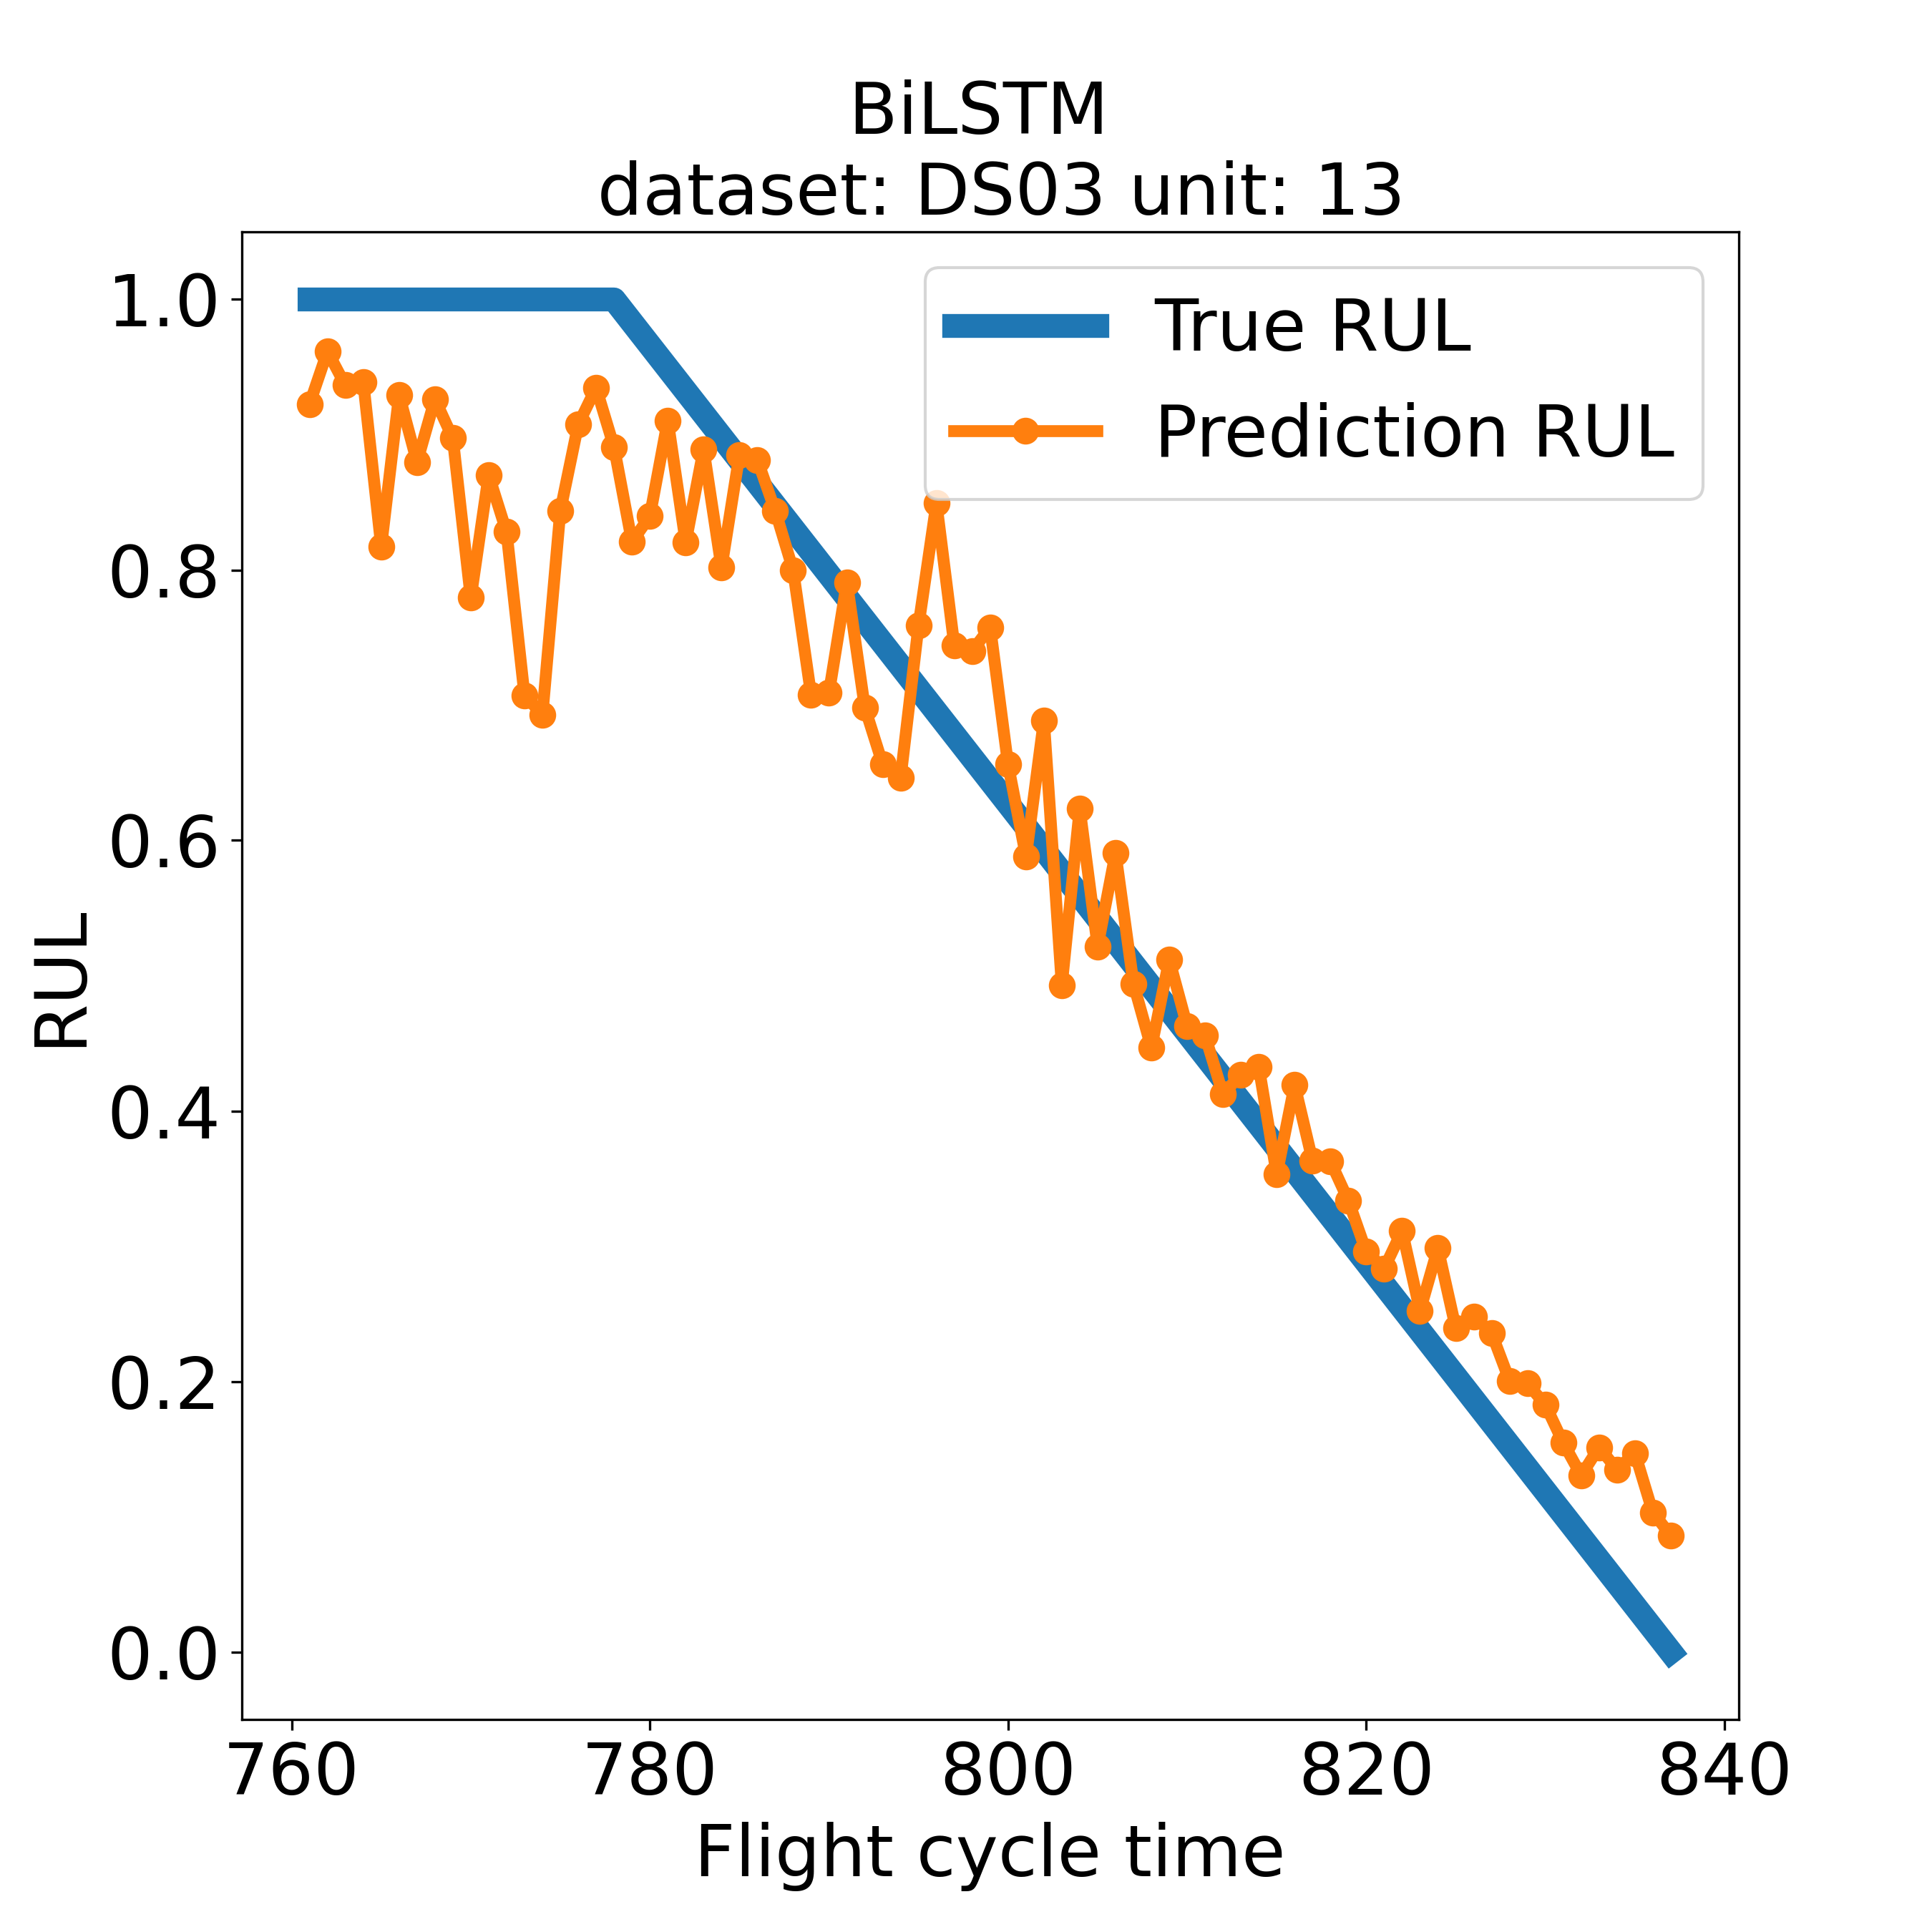 BiLSTM
dataset: DS03 unit: 13
True RUL
Prediction RUL
1.0
0.8
0.6
0.4
0.2
0.0
RUL
760 780 800 820 840
Flight cycle time